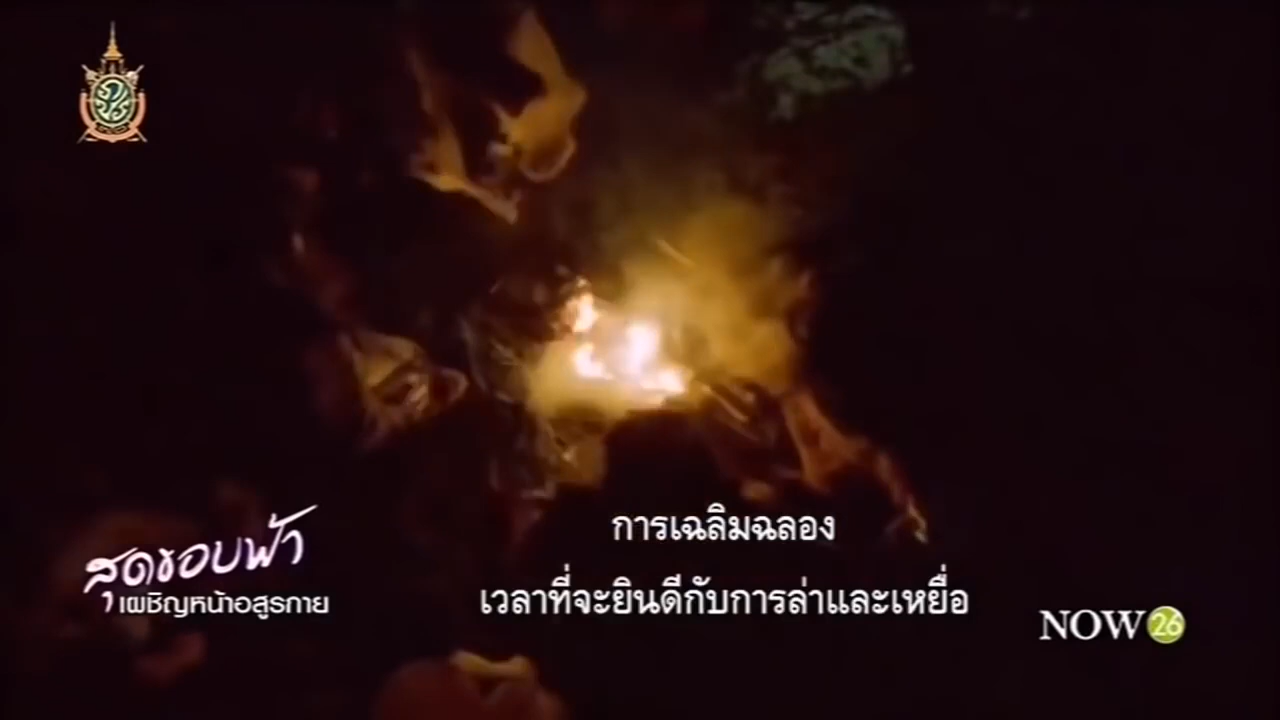 การเฉลิมฉลอง
เวลาที่จะยินดีกับการล่าและเหยื่อ
สุดขอบฟ้า
เผชิญหน้าอสูรกาย
NOW26